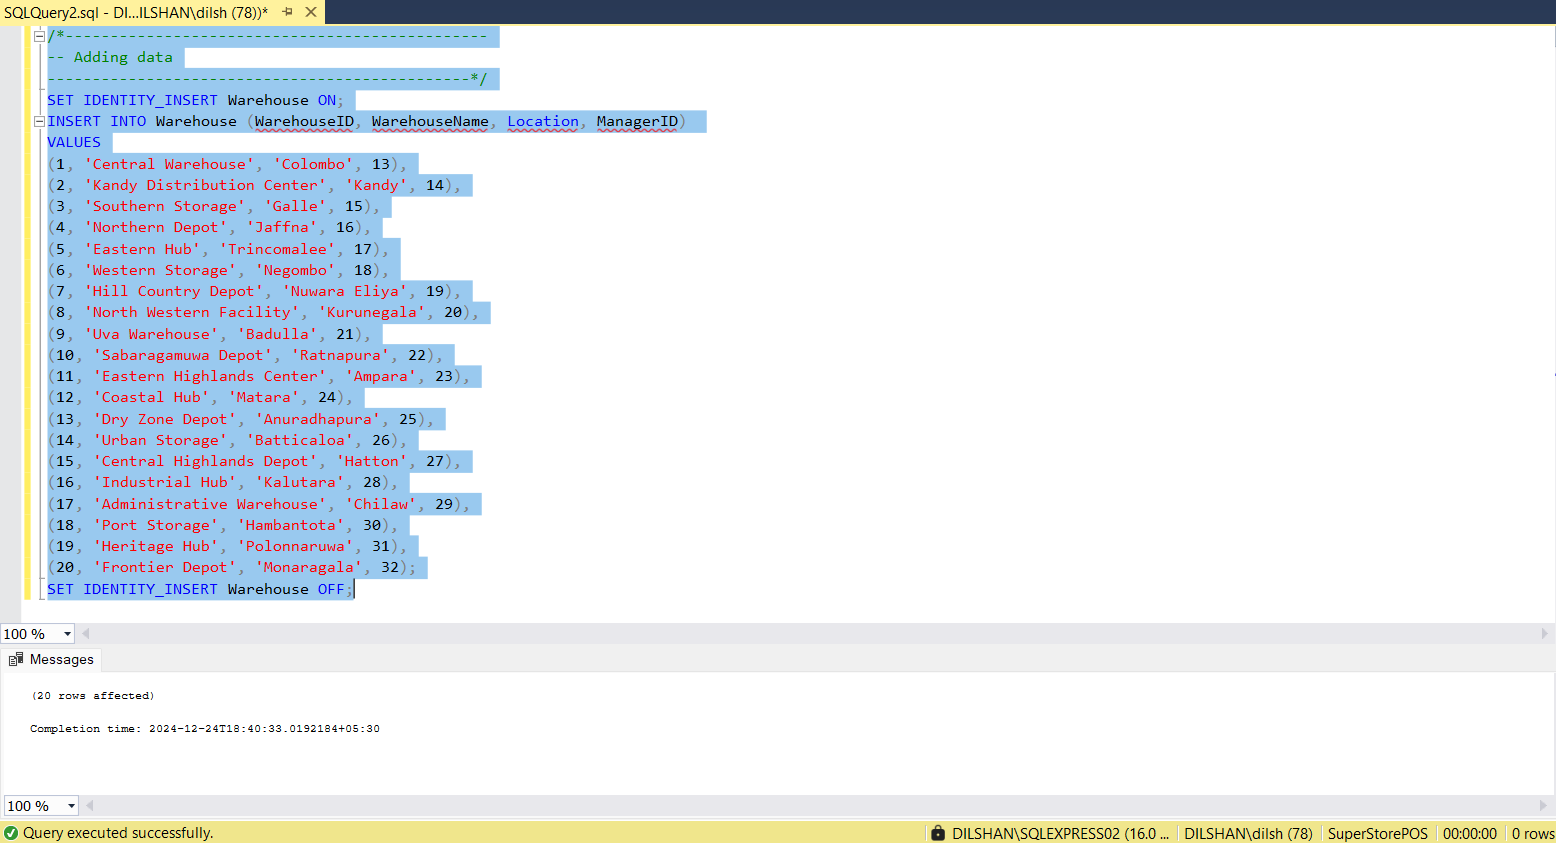 SQLQuery2.sql - DI...ILSHAN\dilsh (78))*
/*-----------------------------------------------
-- Adding data
-----------------------------------------------*/
SET IDENTITY_INSERT Warehouse ON;
INSERT INTO Warehouse (WarehouseID, WarehouseName, Location, ManagerID)
VALUES
(1, 'Central Warehouse', 'Colombo', 13),
(2, 'Kandy Distribution Center', 'Kandy', 14),
(3, 'Southern Storage', 'Galle', 15),
(4, 'Northern Depot', 'Jaffna', 16),
(5, 'Eastern Hub', 'Trincomalee', 17),
(6, 'Western Storage', 'Negombo', 18),
(7, 'Hill Country Depot', 'Nuwara Eliya', 19),
(8, 'North Western Facility', 'Kurunegala', 20),
(9, 'Uva Warehouse', 'Badulla', 21),
(10, 'Sabaragamuwa Depot', 'Ratnapura', 22),
(11, 'Eastern Highlands Center', 'Ampara', 23),
(12, 'Coastal Hub', 'Matara', 24),
(13, 'Dry Zone Depot', 'Anuradhapura', 25),
(14, 'Urban Storage', 'Batticaloa', 26),
(15, 'Central Highlands Depot', 'Hatton', 27),
(16, 'Industrial Hub', 'Kalutara', 28),
(17, 'Administrative Warehouse', 'Chilaw', 29),
(18, 'Port Storage', 'Hambantota', 30),
(19, 'Heritage Hub', 'Polonnaruwa', 31),
(20, 'Frontier Depot', 'Monaragala', 32);
SET IDENTITY_INSERT Warehouse OFF;
100 %
Messages
(20 rows affected)
Completion time: 2024-12-24T18:40:33.0192184+05:30
100 %
Query executed successfully.
DILSHAN\SQLEXPRESS02 (16.0 ... DILSHAN\dilsh (78) SuperStorePOS 00:00:00 0 rows